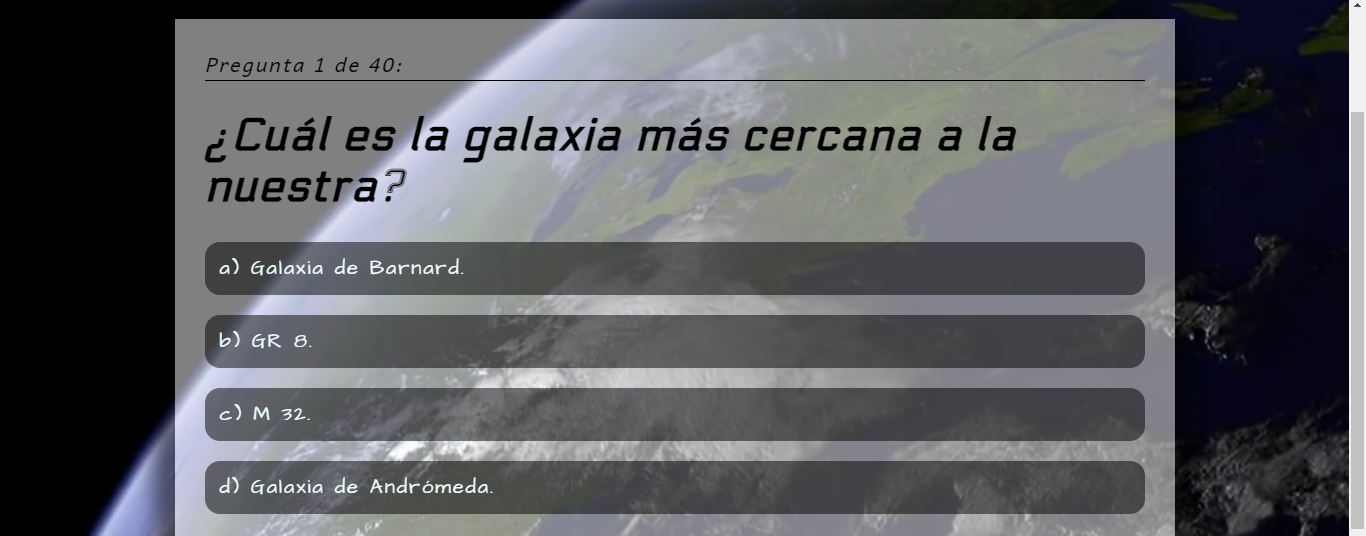 Pregunta 1 de 40:
¿Cuál es la galaxia más cercana a la
nuestra?
a) Galaxia de Barnard.
b) GR 8.
c) M 32.
d) Galaxia de Andrómeda.